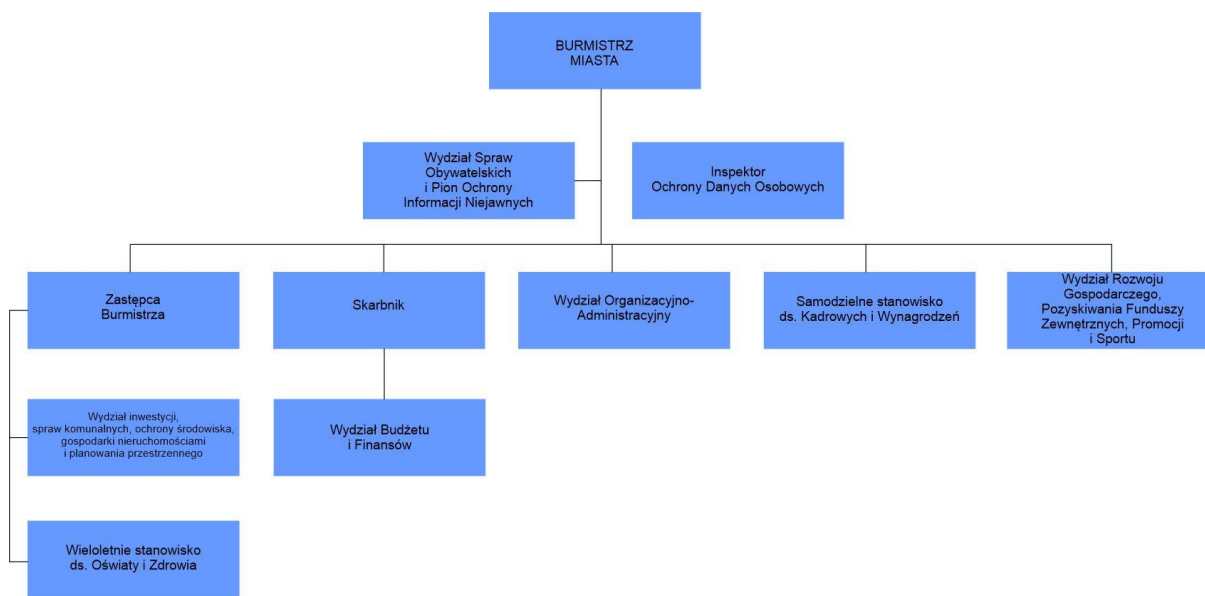 BURMISTRZ
MIASTA
Wydział Spraw
Obywatelskich
i Pion Ochrony
Informacji Niejawnych
Inspektor
Ochrony Danych Osobowych
Zastępca
Burmistrza
Skarbnik
Wydział Organizacyjno-
Administracyjny
Samodzielne stanowisko
ds. Kadrowych i Wynagrodzeń
Wydział Rozwoju
Gospodarczego,
Pozyskiwania Funduszy
Zewnętrznych, Promocji
i Sportu
Wydział inwestycji,
spraw komunalnych, ochrony środowiska,
gospodarki nieruchomościami
i planowania przestrzennego
Wydział Budżetu
i Finansów
Wieloletnie stanowisko
ds. Oświaty i Zdrowia